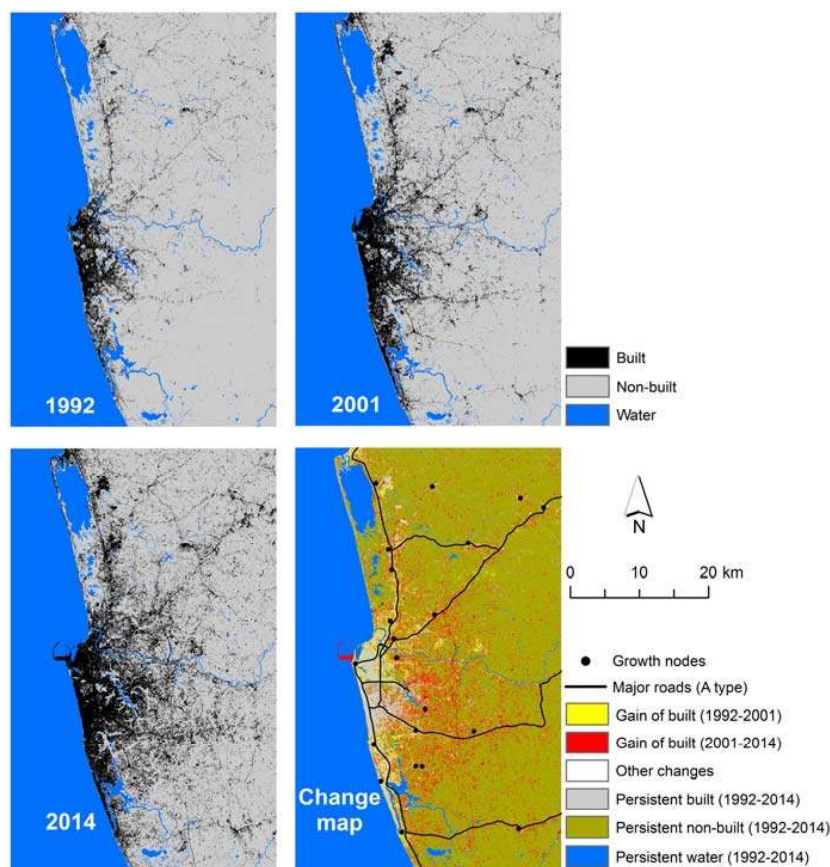 1992
2001
Built
Non-built
Water
2014
Change
map
N
0 10 20 km
Growth nodes
Major roads (A type)
Gain of built (1992-2001)
Gain of built (2001-2014)
Other changes
Persistent built (1992-2014)
Persistent non-built (1992-2014)
Persistent water (1992-2014)